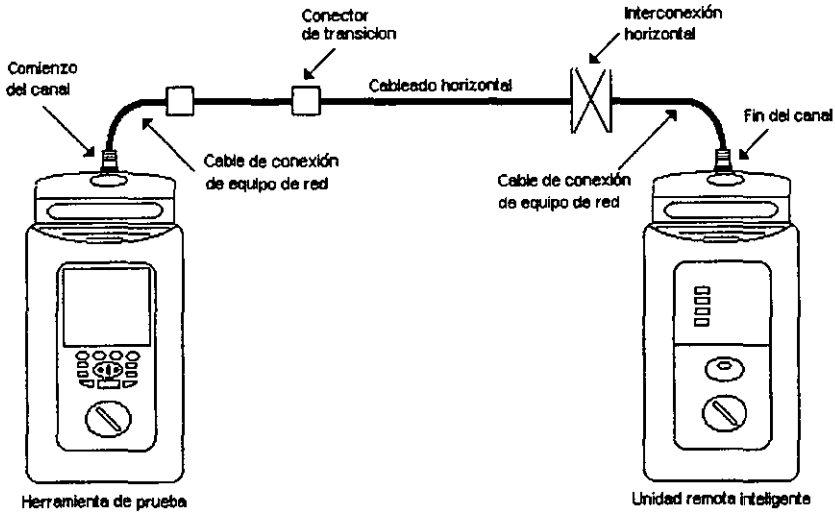 Conector
de transicion
Interconexión
horizontal
Comienzo
del canal
Cableado horizontal
Fin del canal
Cable de conexión
de equipo de red
Cable de conexión
de equipo de red
Herramienta de prueba
Unidad remota inteligente